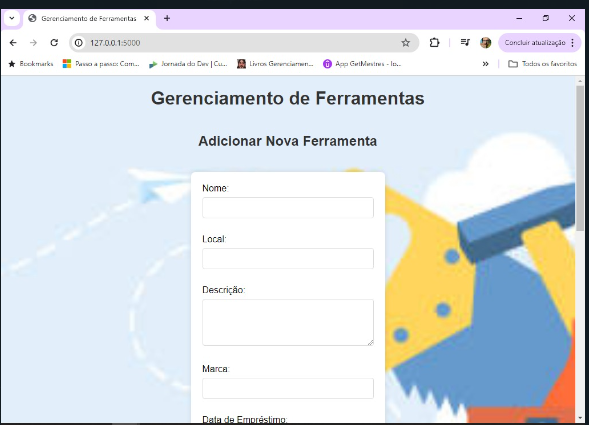 Gerenciamento de Ferramentas
127.0.0.1:5000
Concluir atualização
Bookmarks
Passo a passo: Com...
Jornada do Dev | Cu...
Livros Gerenciamen...
App GetMestres - Io...
Todos os favoritos
Gerenciamento de Ferramentas
Adicionar Nova Ferramenta
Nome:
Local:
Descrição:
Marca:
Data de Empréstimo: